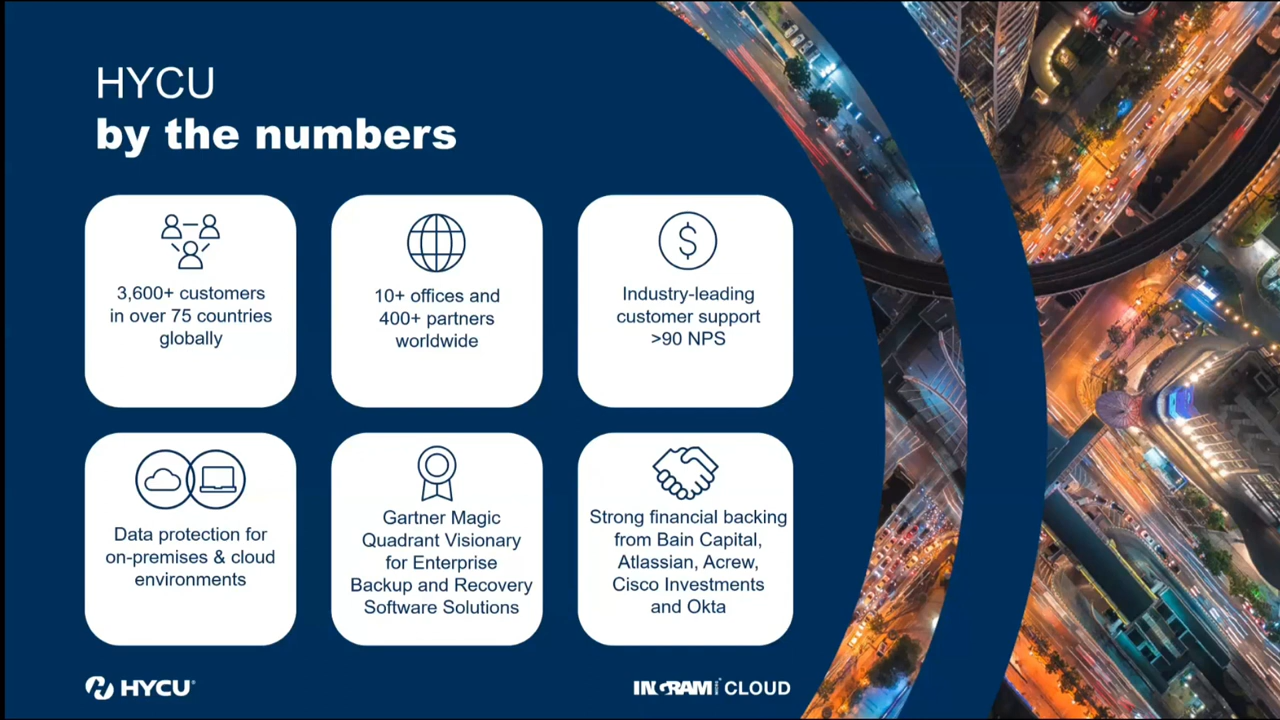 HYCU
by the numbers
3,600+ customers
in over 75 countries
globally
10+ offices and
400+ partners
worldwide
Industry-leading
customer support
>90 NPS
Data protection for
on-premises & cloud
environments
Gartner Magic
Quadrant Visionary
for Enterprise
Backup and Recovery
Software Solutions
Strong financial backing
from Bain Capital,
Atlassian, Acrew,
Cisco Investments
and Okta
HYCU®
INGRAM CLOUD